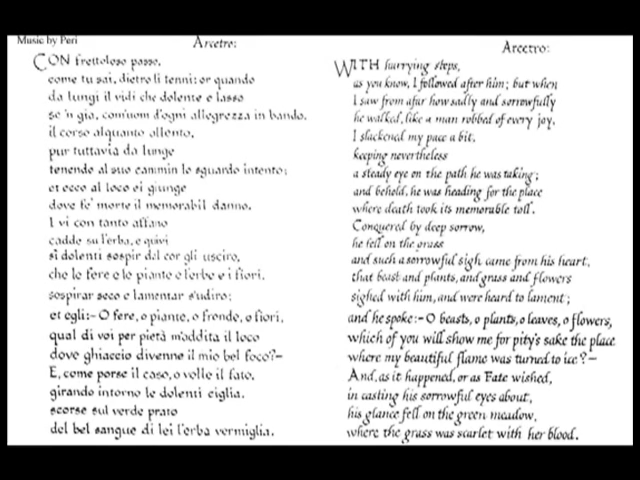 Music by Peri
Arcetro:
CON frettoloso passo,
come tu sai, dietro li tenni: or quando
da lungi il vidi che dolente e lasso
se 'n gia, com'uom d'ogni allegrezza in bando,
il corso alquanto allento,
pur tuttavia da lunge
tenendo al suo cammin lo sguardo intento;
et ecco al loco ei giunge
dove fe' morte il memorabil danno.
I vi con tanto affano
cadde su l'erba, e quivi
sì dolenti sospir dal cor gli usciro,
che le fere e le piante e l'erbe e i fiori,
sospirar seco e lamentar s'udiro:
et egli:- O fere, o piante, o fronde, o fiori,
qual di voi per pietà m'addita il loco
dove ghiaccio divenne il mio bel foco?-
E, come porse il caso, o volle il fato,
girando intorno le dolenti ciglia,
scorse sul verde prato
del bel sangue di lei l'erba vermiglia.
Arcetro:
WITH hurrying steps,
as you know, I followed after him; but when
I saw from afar how sadly and sorrowfully
he walked, like a man robbed of every joy,
I slackened my pace a bit,
keeping nevertheless
a steady eye on the path he was taking;
and behold, he was heading for the place
where death took its memorable toll.
Conquered by deep sorrow,
he fell on the grass
and such a sorrowful sigh came from his heart,
that beast and plants, and grass and flowers
sighed with him, and were heard to lament;
and he spoke:- O beasts, o plants, o leaves, o flowers,
which of you will show me for pity's sake the place
where my beautiful flame was turned to ice?-
And, as it happened, or as Fate wished,
in casting his sorrowful eyes about,
his glance fell on the green meadow,
where the grass was scarlet with her blood.